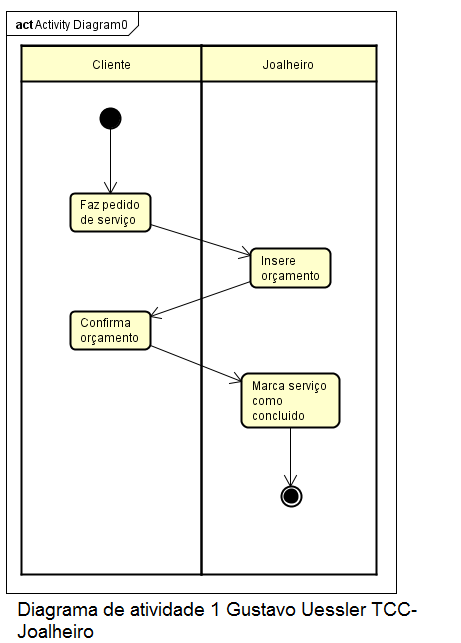 act Activity Diagram0
Cliente
Joalheiro
Faz pedido
de serviço
Insere
orçamento
Confirma
orçamento
Marca serviço
como
concluido
Diagrama de atividade 1 Gustavo Uessler TCC-
Joalheiro